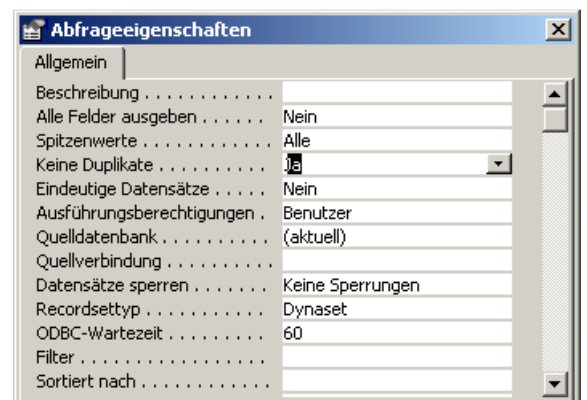 Abfrageeigenschaften
Allgemein
Beschreibung . . . . . . . . . . . .
Alle Felder ausgeben . . . . . . Nein
Spitzenwerte . . . . . . . . . . . . Alle
Keine Duplikate . . . . . . . . . . Ja
Eindeutige Datensätze . . . . . Nein
Ausführungsberechtigungen . Benutzer
Quelldatenbank . . . . . . . . . . (aktuell)
Quellverbindung . . . . . . . . . .
Datensätze sperren . . . . . . . Keine Sperrungen
Recordsettyp . . . . . . . . . . . . Dynaset
ODBC-Wartezeit . . . . . . . . . . 60
Filter . . . . . . . . . . . . . . . . .
Sortiert nach . . . . . . . . . . . .